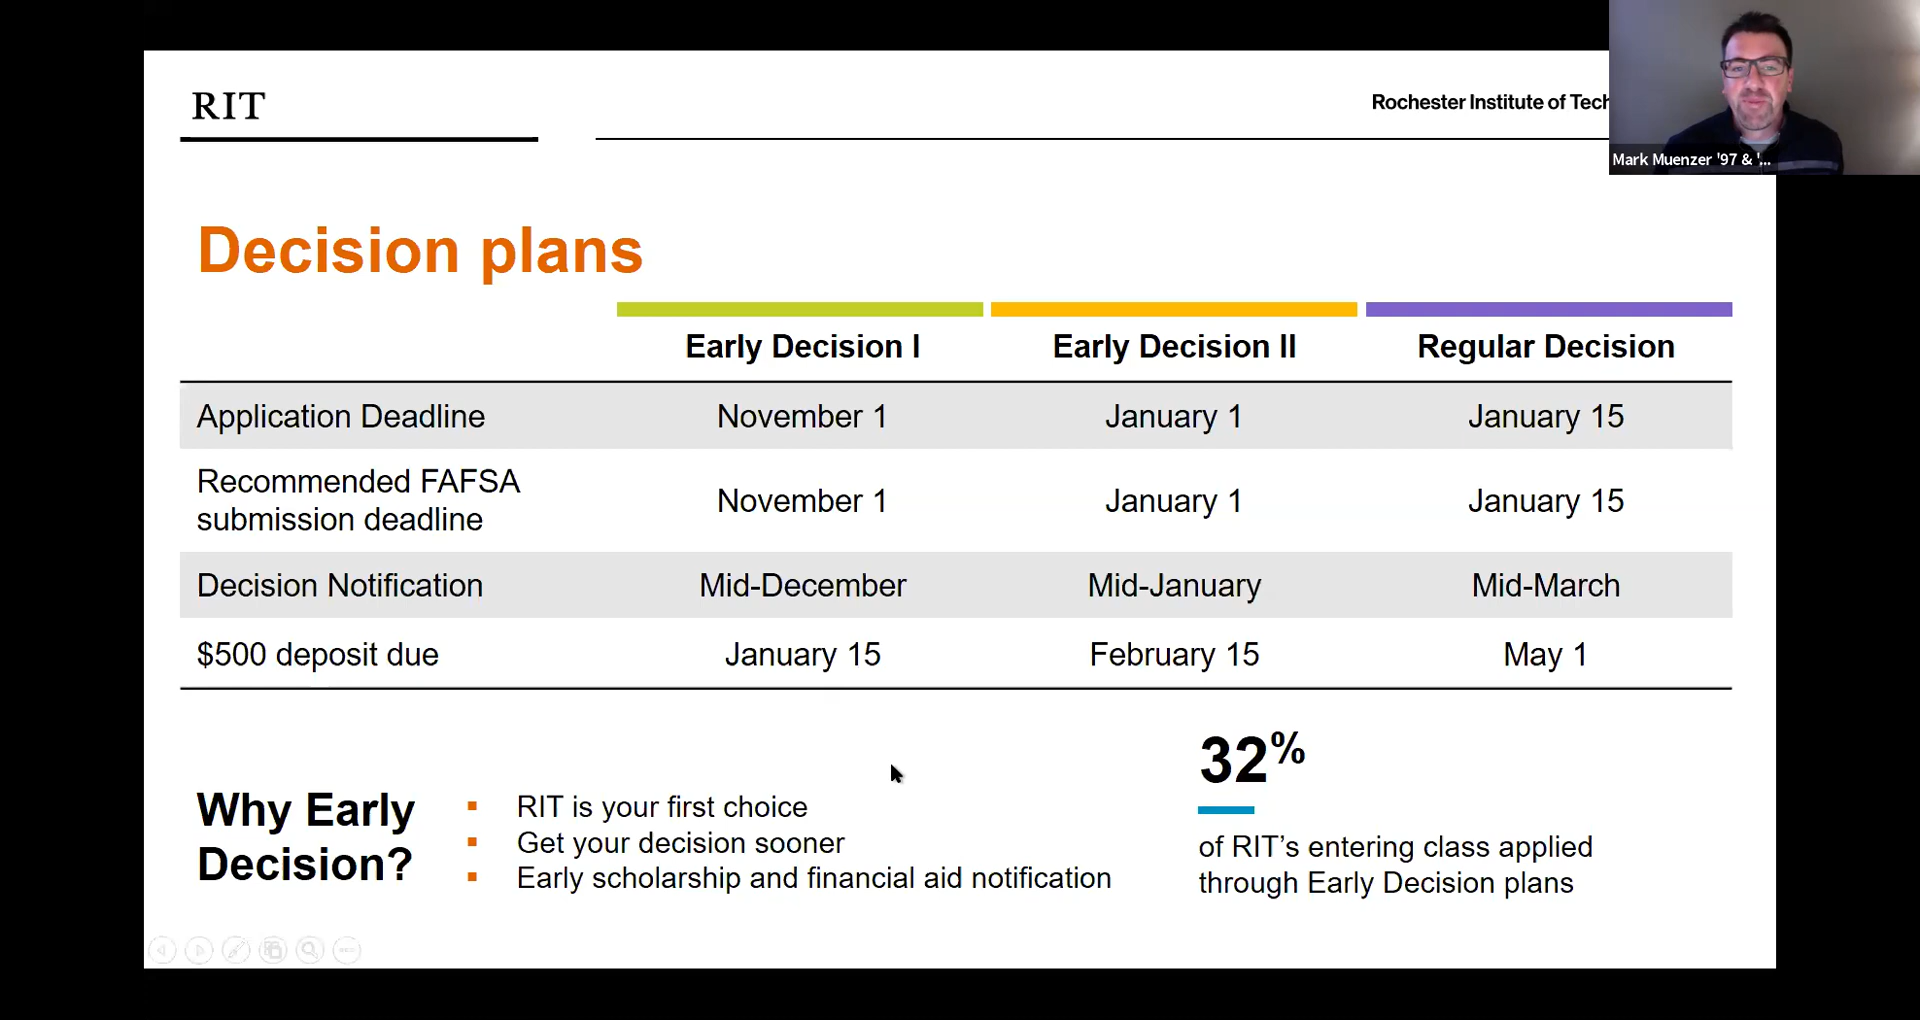 RIT
Rochester Institute of Tech
Mark Muenzer '97 & '...
Decision plans
Early Decision I Early Decision II Regular Decision
Application Deadline November 1 January 1 January 15
Recommended FAFSA
submission deadline November 1 January 1 January 15
Decision Notification Mid-December Mid-January Mid-March
$500 deposit due January 15 February 15 May 1
Why Early
Decision?
▪ RIT is your first choice
▪ Get your decision sooner
▪ Early scholarship and financial aid notification
32%
of RIT's entering class applied
through Early Decision plans